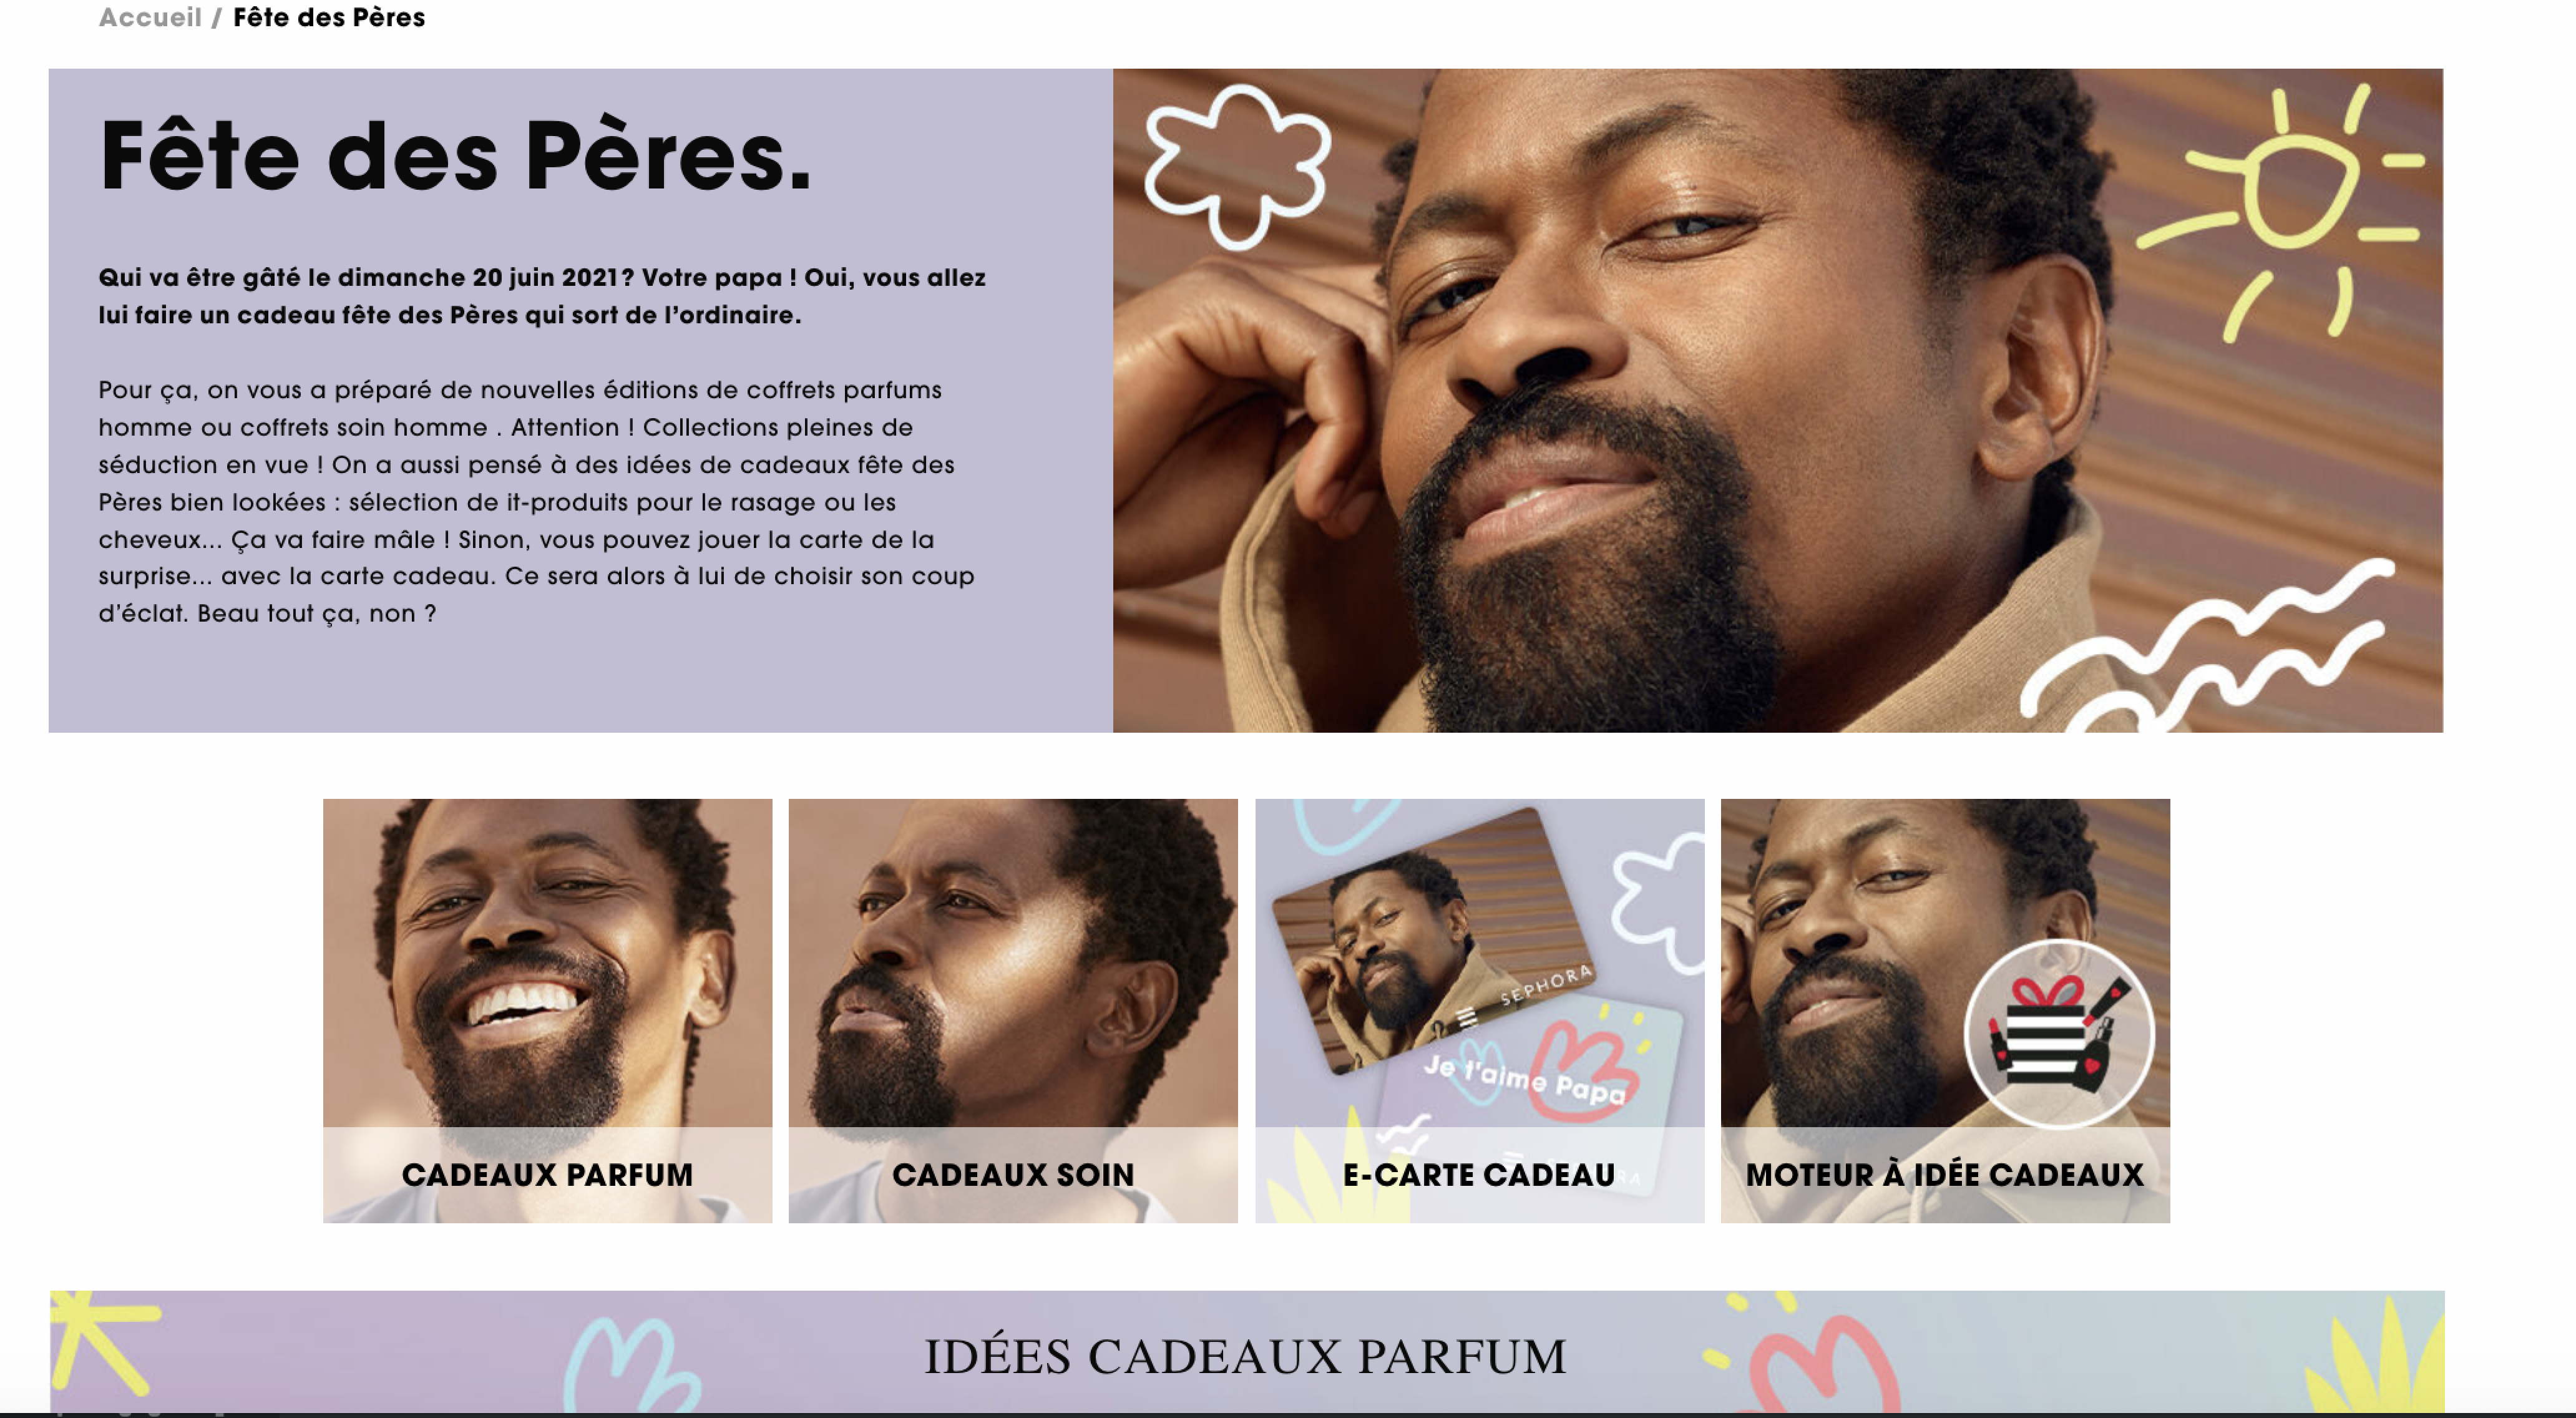 Accueil / Fête des Pères
Fête des Pères.
Qui va être gâté le dimanche 20 juin 2021? Votre papa ! Oui, vous allez
lui faire un cadeau fête des Pères qui sort de l'ordinaire.
Pour ça, on vous a préparé de nouvelles éditions de coffrets parfums
homme ou coffrets soin homme . Attention ! Collections pleines de
séduction en vue ! On a aussi pensé à des idées de cadeaux fête des
Pères bien lookées : sélection de it-produits pour le rasage ou les
cheveux... Ça va faire mâle ! Sinon, vous pouvez jouer la carte de la
surprise... avec la carte cadeau. Ce sera alors à lui de choisir son coup
d'éclat. Beau tout ça, non ?
CADEAUX PARFUM
CADEAUX SOIN
SEPHORA
Je t'aime Papa
E-CARTE CADEAU
MOTEUR À IDÉE CADEAUX
IDÉES CADEAUX PARFUM